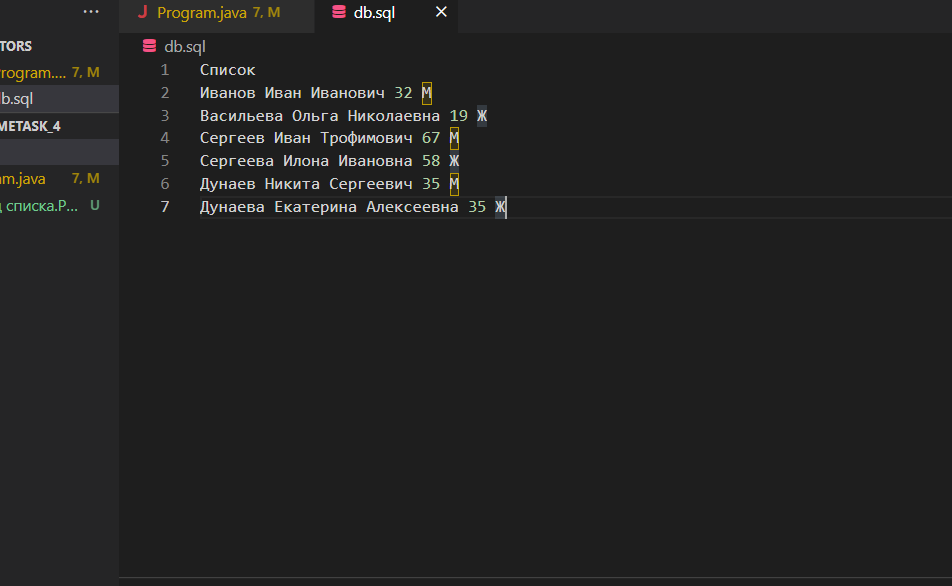 ...
Program.java 7, M
db.sql
TORS
rogram.... 7, M
db.sql
METASK_4
am.java 7, M
списка.P... U
db.sql
1 Список
2 Иванов Иван Иванович 32 М
3 Васильева Ольга Николаевна 19 Ж
4 Сергеев Иван Трофимович 67 М
5 Сергеева Илона Ивановна 58 Ж
6 Дунаев Никита Сергеевич 35 М
7 Дунаева Екатерина Алексеевна 35 Ж